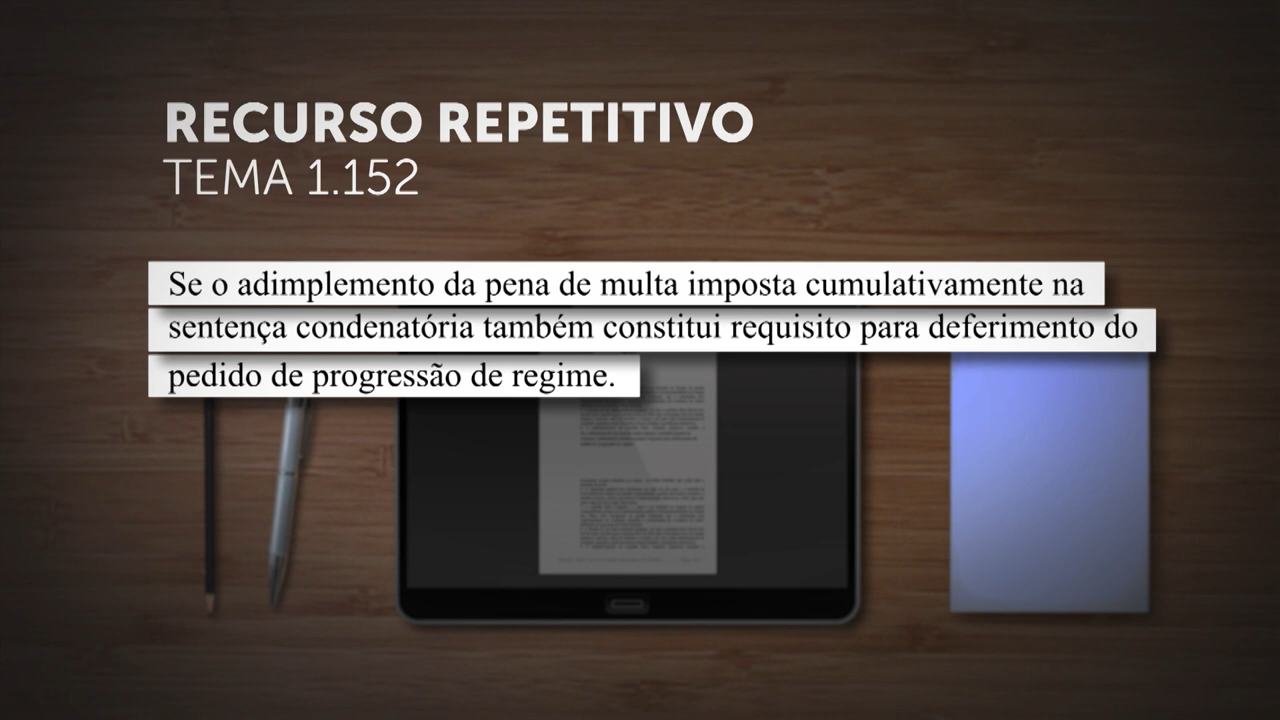 RECURSO REPETITIVO
TEMA 1.152
Se o adimplemento da pena de multa imposta cumulativamente na
sentença condenatória também constitui requisito para deferimento do
pedido de progressão de regime.